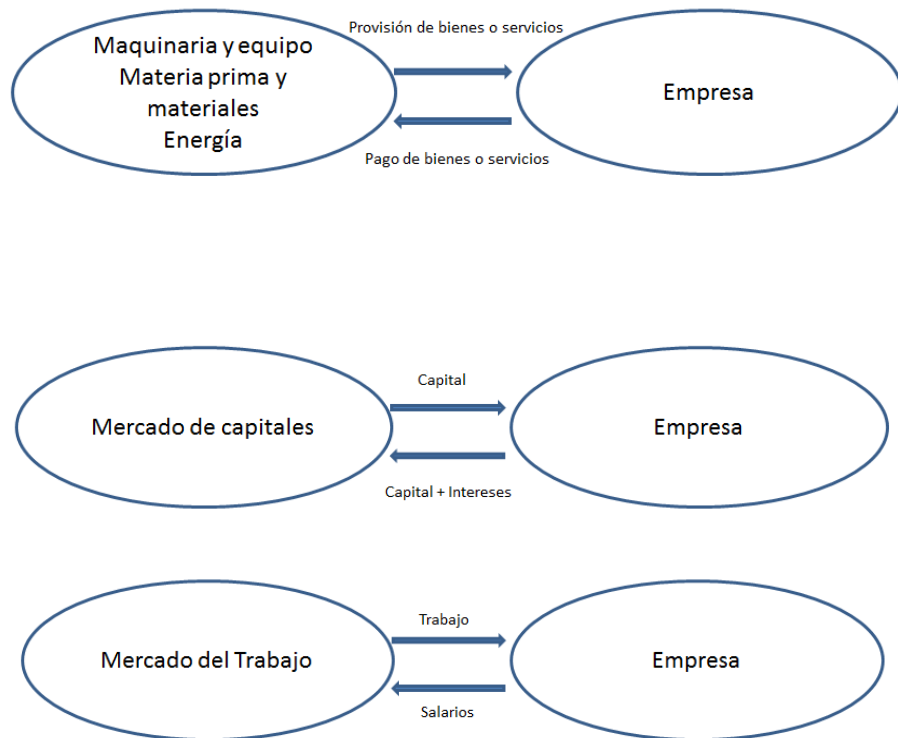 Provisión de bienes o servicios
Maquinaria y equipo
Materia prima y
materiales
Energía
Empresa
Pago de bienes o servicios
Capital
Mercado de capitales
Empresa
Capital + Intereses
Trabajo
Mercado del Trabajo
Empresa
Salarios